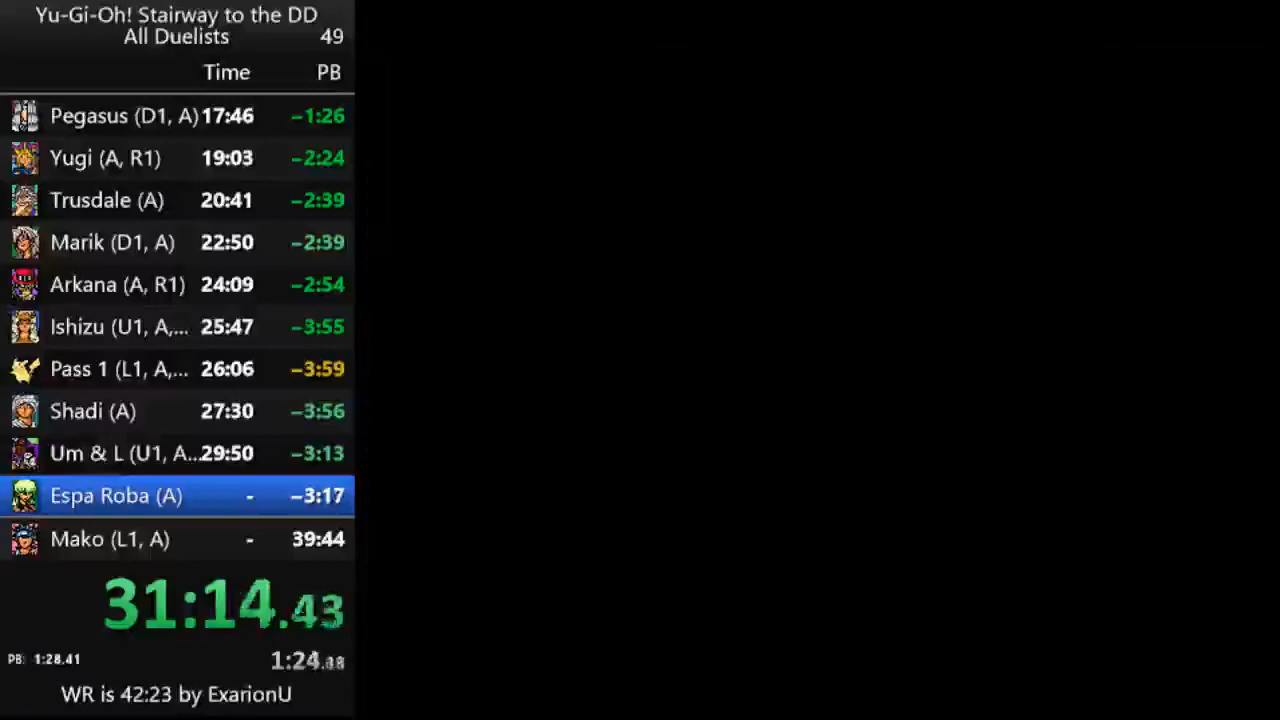 Yu-Gi-Oh! Stairway to the DD
All Duelists 49
Time PB
Pegasus (D1, A) 17:46 −1:26
Yugi (A, R1) 19:03 −2:24
Trusdale (A) 20:41 −2:39
Marik (D1, A) 22:50 −2:39
Arkana (A, R1) 24:09 −2:54
Ishizu (U1, A,... 25:47 −3:55
Pass 1 (L1, A,... 26:06 −3:59
Shadi (A) 27:30 −3:56
Um & L (U1, A... 29:50 −3:13
Espa Roba (A) - −3:17
Mako (L1, A) - 39:44
31:14.43
PB: 1:28.41 1:24
WR is 42:23 by ExarionU